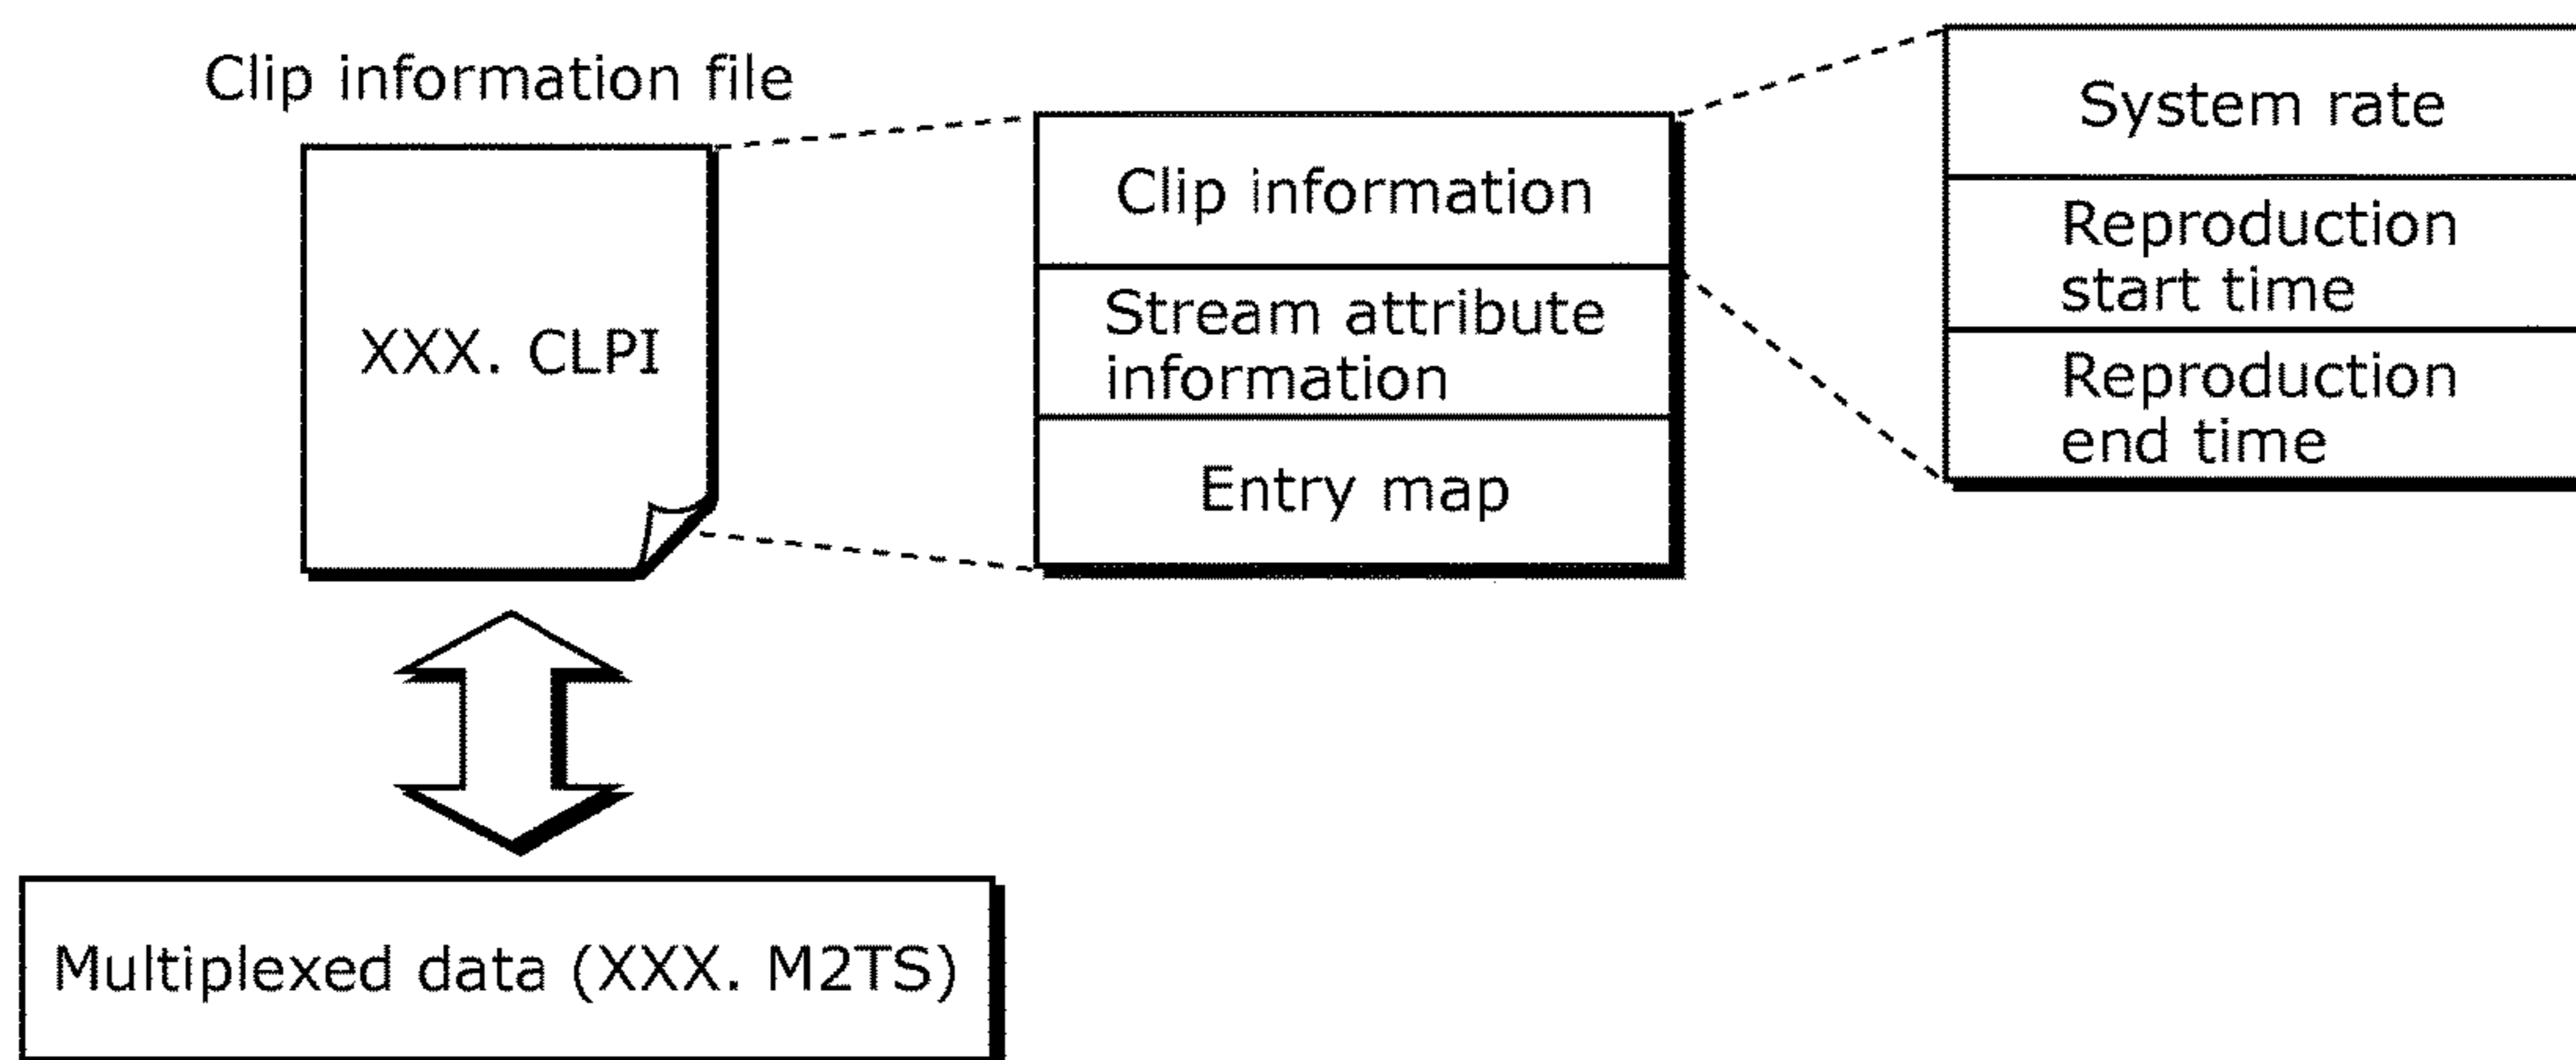 Clip information file
XXX. CLPI
Multiplexed data (XXX. M2TS)
Clip information
Stream attribute
information
Entry map
System rate
Reproduction
start time
Reproduction
end time